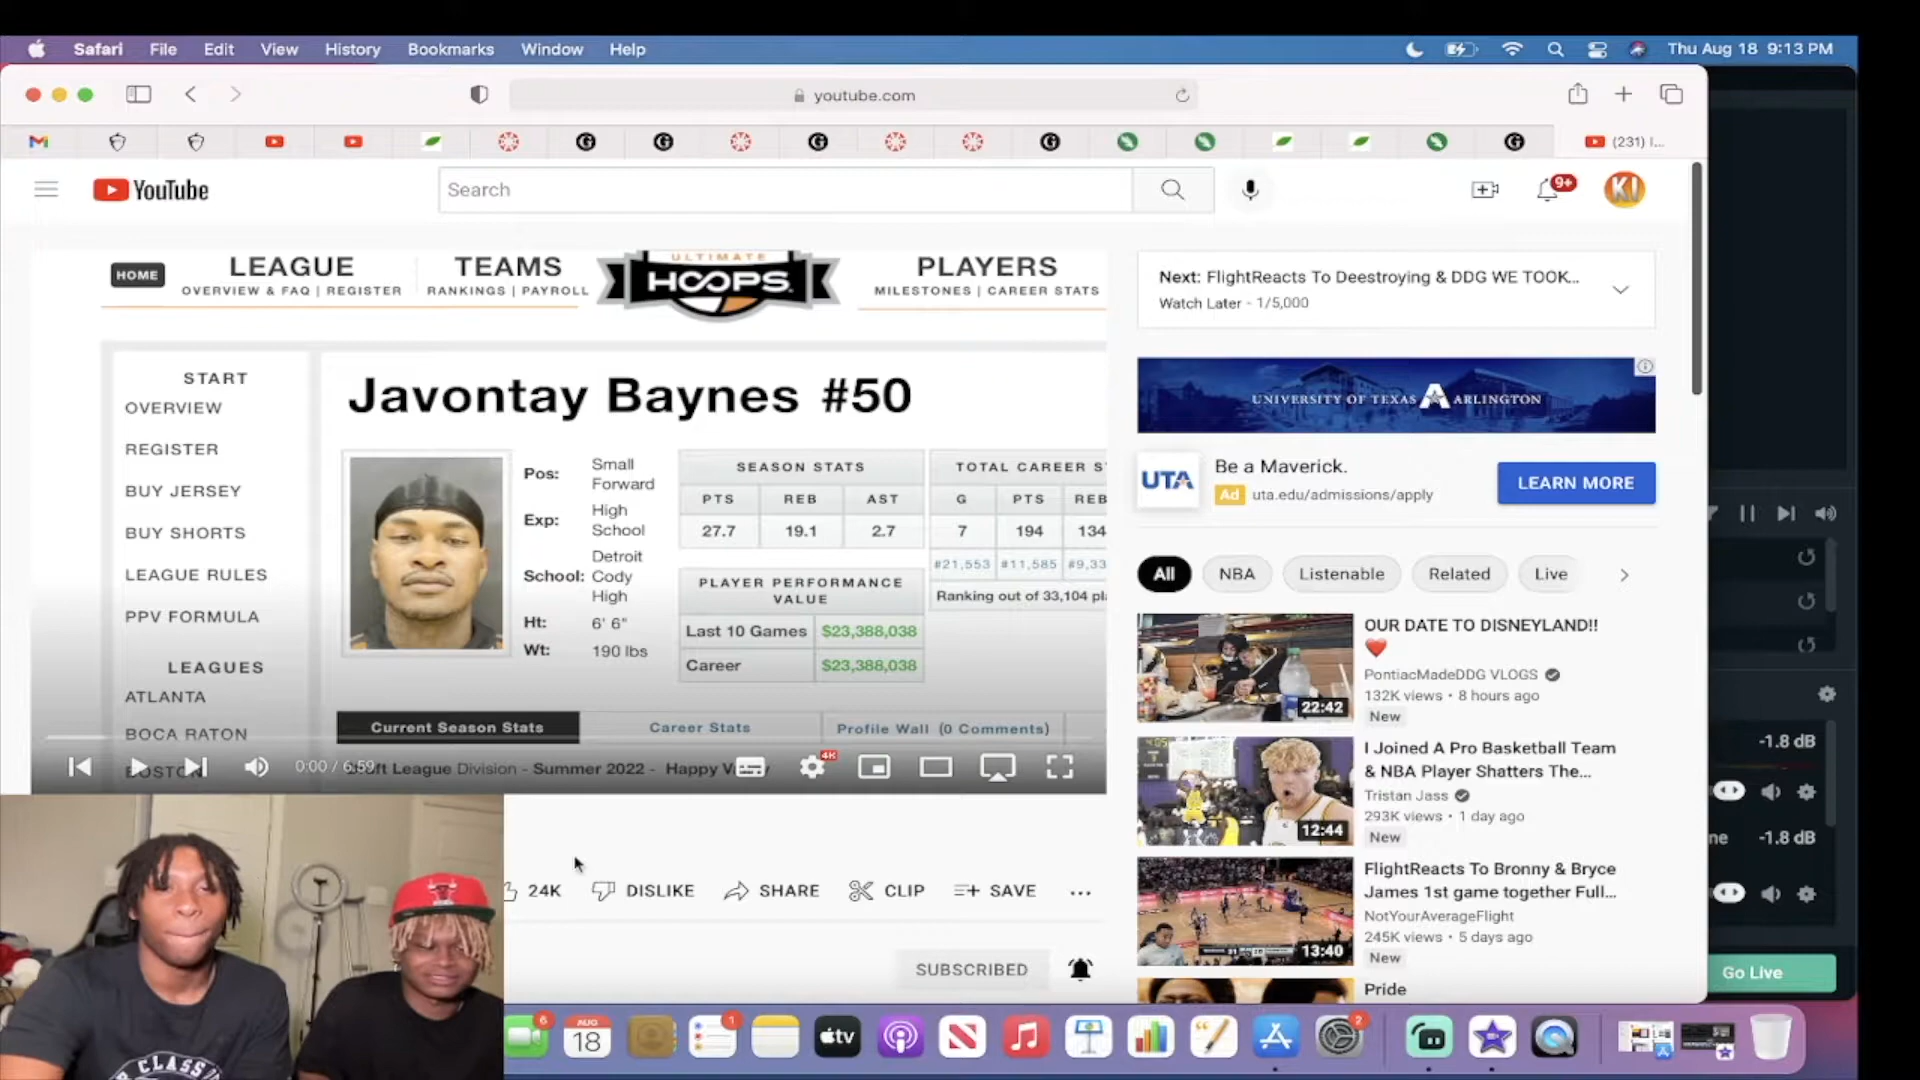 Safari File Edit View History Bookmarks Window Help
Thu Aug 18 9:13 PM
youtube.com
(231) I...
YouTube
Search
9+
KI
HOME
LEAGUE
OVERVIEW & FAQ | REGISTER
TEAMS
RANKINGS | PAYROLL
ULTIMATE
HOOPS
PLAYERS
MILESTONES | CAREER STATS
START
OVERVIEW
REGISTER
BUY JERSEY
BUY SHORTS
LEAGUE RULES
PPV FORMULA
LEAGUES
ATLANTA
BOCA RATON
BOSTON
Javontay Baynes #50
Pos: Small Forward
Exp: High School
School: Detroit Cody High
Ht: 6' 6"
Wt: 190 lbs
SEASON STATS
PTS REB AST
27.7 19.1 2.7
PLAYER PERFORMANCE
VALUE
Last 10 Games $23,388,038
Career $23,388,038
TOTAL CAREER S
G PTS REB
7 194 134
#21,553 #11,585 #9,33
Ranking out of 33,104 pl
Current Season Stats Career Stats Profile Wall (0 Comments)
Draft League Division - Summer 2022 - Happy V
0:00 / 6:59
4K
24K DISLIKE SHARE CLIP SAVE
SUBSCRIBED
Next: FlightReacts To Deestroying & DDG WE TOOK...
Watch Later - 1/5,000
UNIVERSITY OF TEXAS A ARLINGTON
UTA
Be a Maverick.
Ad uta.edu/admissions/apply
LEARN MORE
All NBA Listenable Related Live
OUR DATE TO DISNEYLAND!!
❤️
PontiacMadeDDG VLOGS
132K views • 8 hours ago
New
22:42
I Joined A Pro Basketball Team
& NBA Player Shatters The...
Tristan Jass
293K views • 1 day ago
New
12:44
FlightReacts To Bronny & Bryce
James 1st game together Full...
NotYourAverageFlight
245K views • 5 days ago
New
13:40
Pride
-1.8 dB
ne -1.8 dB
Go Live
6
AUG
18
1
tv
2
CLASS